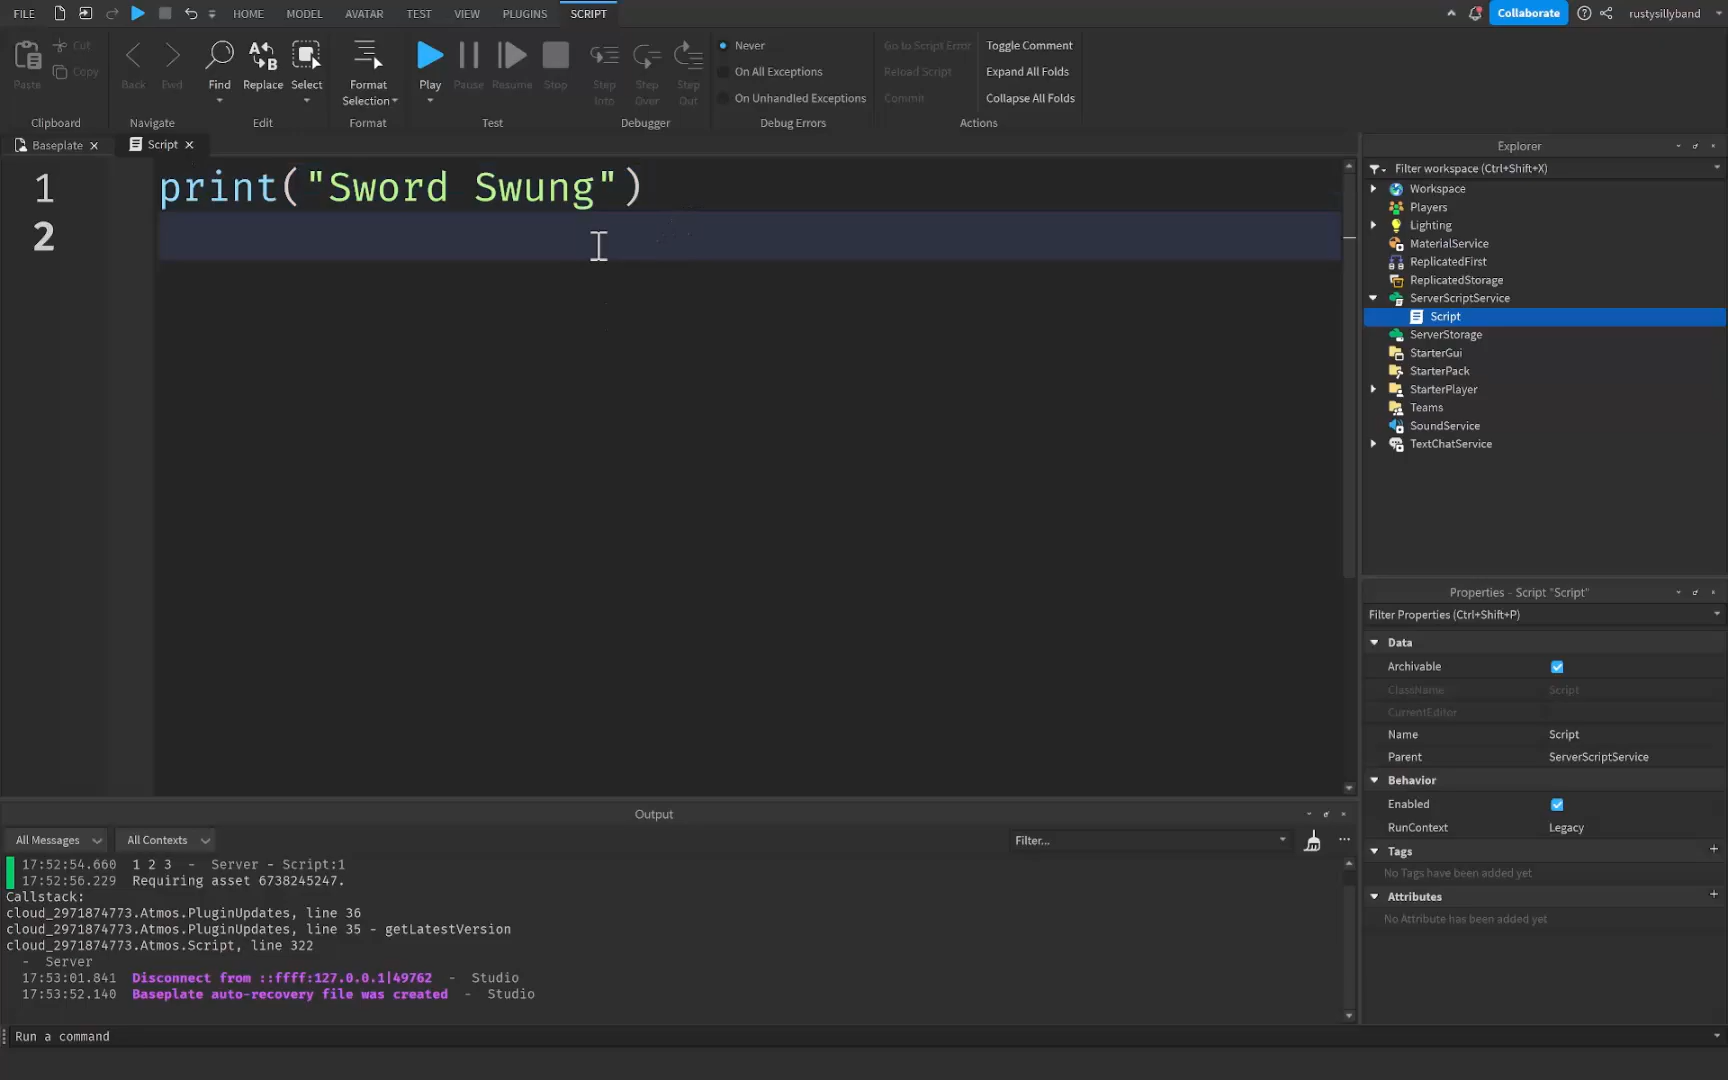 FILE HOME MODEL AVATAR TEST VIEW PLUGINS SCRIPT Collaborate rustysillyband
Paste Cut Copy
Clipboard
Back Fwd
Navigate
Find Replace Select
Edit
Format Selection
Format
Play Pause Resume Stop
Test
Step Into Step Over Step Out
Debugger
Never
On All Exceptions
On Unhandled Exceptions
Debug Errors
Go to Script Error
Reload Script
Commit
Toggle Comment
Expand All Folds
Collapse All Folds
Actions
Baseplate Script
1 print("Sword Swung")
2
Explorer
Filter workspace (Ctrl+Shift+X)
Workspace
Players
Lighting
MaterialService
ReplicatedFirst
ReplicatedStorage
ServerScriptService
Script
ServerStorage
StarterGui
StarterPack
StarterPlayer
Teams
SoundService
TextChatService
Properties - Script "Script"
Filter Properties (Ctrl+Shift+P)
Data
Archivable
ClassName Script
CurrentEditor
Name Script
Parent ServerScriptService
Behavior
Enabled
RunContext Legacy
Tags
No Tags have been added yet
Attributes
No Attribute has been added yet
Output
All Messages All Contexts Filter...
17:52:54.660 1 2 3 - Server - Script:1
17:52:56.229 Requiring asset 6738245247.
Callstack:
cloud_2971874773.Atmos.PluginUpdates, line 36
cloud_2971874773.Atmos.PluginUpdates, line 35 - getLatestVersion
cloud_2971874773.Atmos.Script, line 322
- Server
17:53:01.841 Disconnect from ::ffff:127.0.0.1|49762 - Studio
17:53:52.140 Baseplate auto-recovery file was created - Studio
Run a command